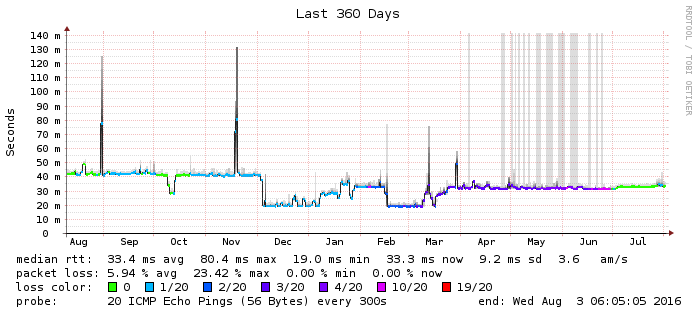 Last 360 Days
RRDTOOL / TOBI OETIKER
Seconds
140 m
130 m
120 m
110 m
100 m
90 m
80 m
70 m
60 m
50 m
40 m
30 m
20 m
10 m
0
Aug Sep Oct Nov Dec Jan Feb Mar Apr May Jun Jul
median rtt: 33.4 ms avg 80.4 ms max 19.0 ms min 33.3 ms now 9.2 ms sd 3.6 am/s
packet loss: 5.94 % avg 23.42 % max 0.00 % min 0.00 % now
loss color: 0 1/20 2/20 3/20 4/20 10/20 19/20
probe: 20 ICMP Echo Pings (56 Bytes) every 300s end: Wed Aug 3 06:05:05 2016